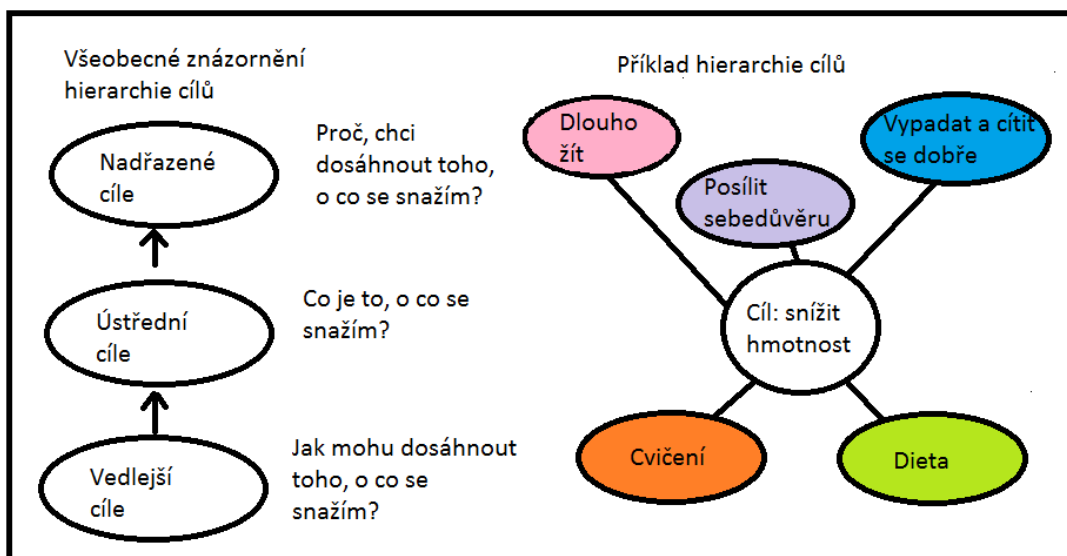 Všeobecné znázornění
hierarchie cílů
Nadřazené
cíle
Proč, chci
dosáhnout toho,
o co se snažím?
Ústřední
cíle
Co je to, o co se
snažím?
Vedlejší
cíle
Jak mohu dosáhnout
toho, o co se
snažím?
Příklad hierarchie cílů
Dlouho
žít
Posílit
sebedůvěru
Vypadat a cítit
se dobře
Cíl: snížit
hmotnost
Cvičení
Dieta